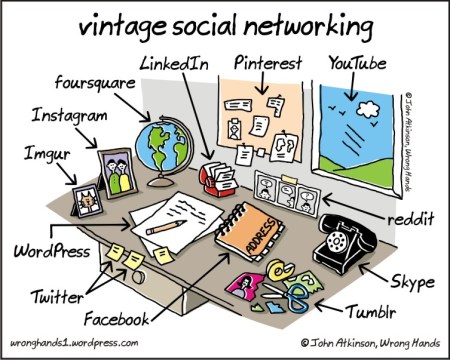 vintage social networking
LinkedIn
Pinterest
YouTube
foursquare
Instagram
Imgur
© John Atkinson, Wrong Hands
reddit
WordPress
ADDRESS
Skype
Twitter
Facebook
Tumblr
wronghands1.wordpress.com
© John Atkinson, Wrong Hands